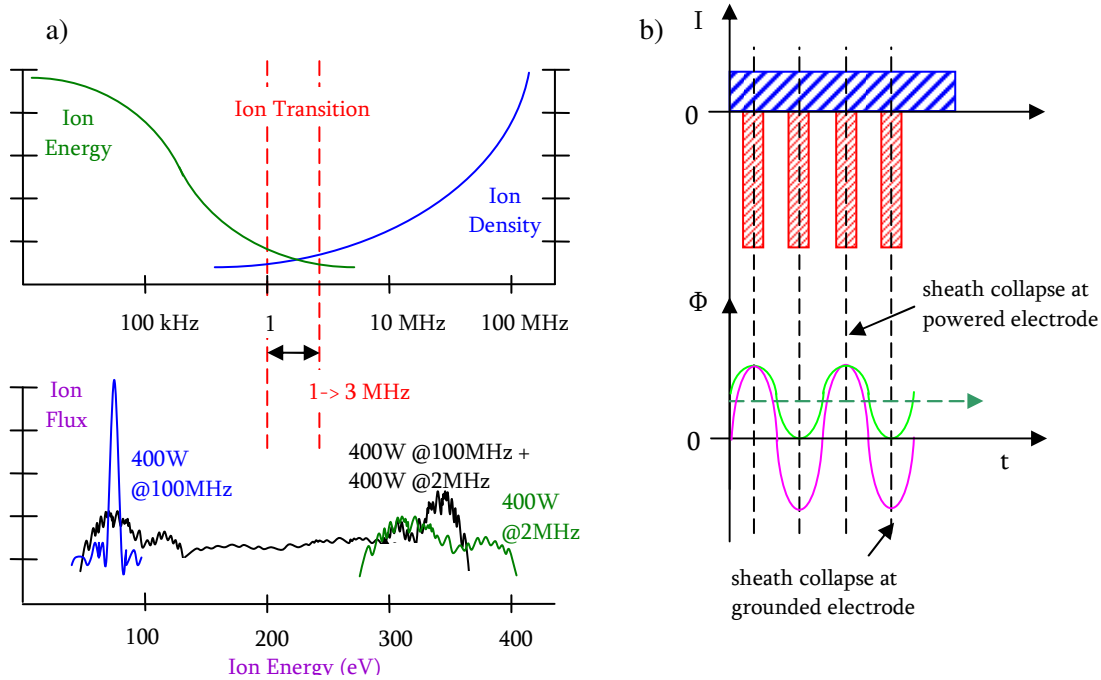 a)
Ion
Energy
Ion Transition
Ion
Density
100 kHz
1
10 MHz
100 MHz
1-> 3 MHz
Ion
Flux
400W
@100MHz
400W @100MHz +
400W @2MHz
400W
@2MHz
100
200
300
400
Ion Energy (eV)
b)
I
0
Φ
sheath collapse at
powered electrode
0
t
sheath collapse at
grounded electrode